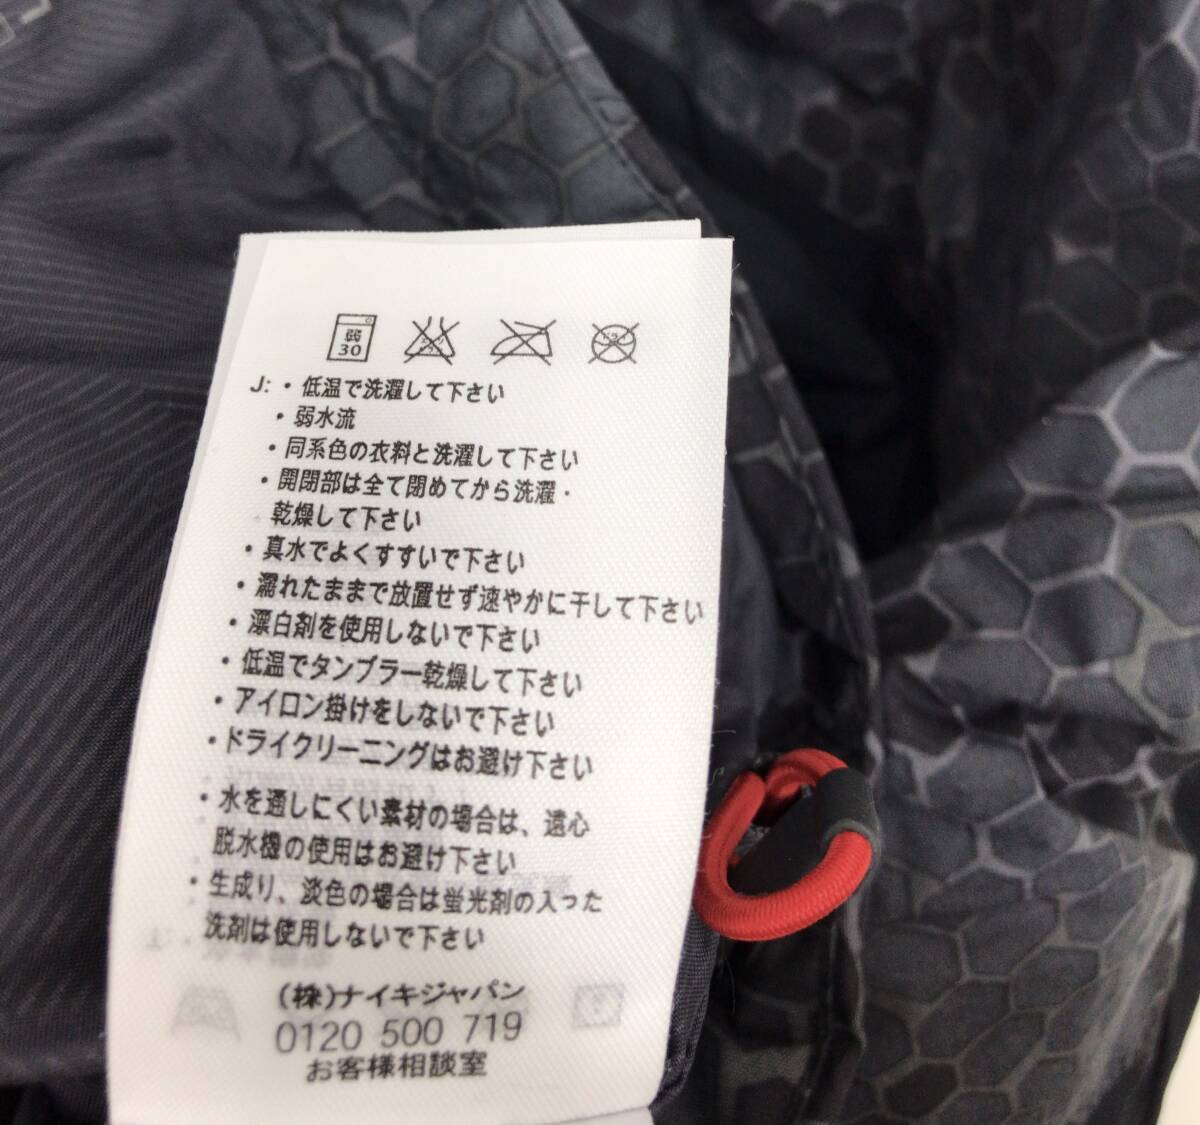 弱
30
J: ・低温で洗濯して下さい
・弱水流
・同系色の衣料と洗濯して下さい
・開閉部は全て閉めてから洗濯・
乾燥して下さい
・真水でよくすすいで下さい
・濡れたままで放置せず速やかに干して下さい
・漂白剤を使用しないで下さい
・低温でタンブラー乾燥して下さい
・アイロン掛けをしないで下さい
・ドライクリーニングはお避け下さい
・水を通しにくい素材の場合は、遠心
脱水機の使用はお避け下さい
・生成り、淡色の場合は蛍光剤の入った
洗剤は使用しないで下さい
(株)ナイキジャパン
0120 500 719
お客様相談室